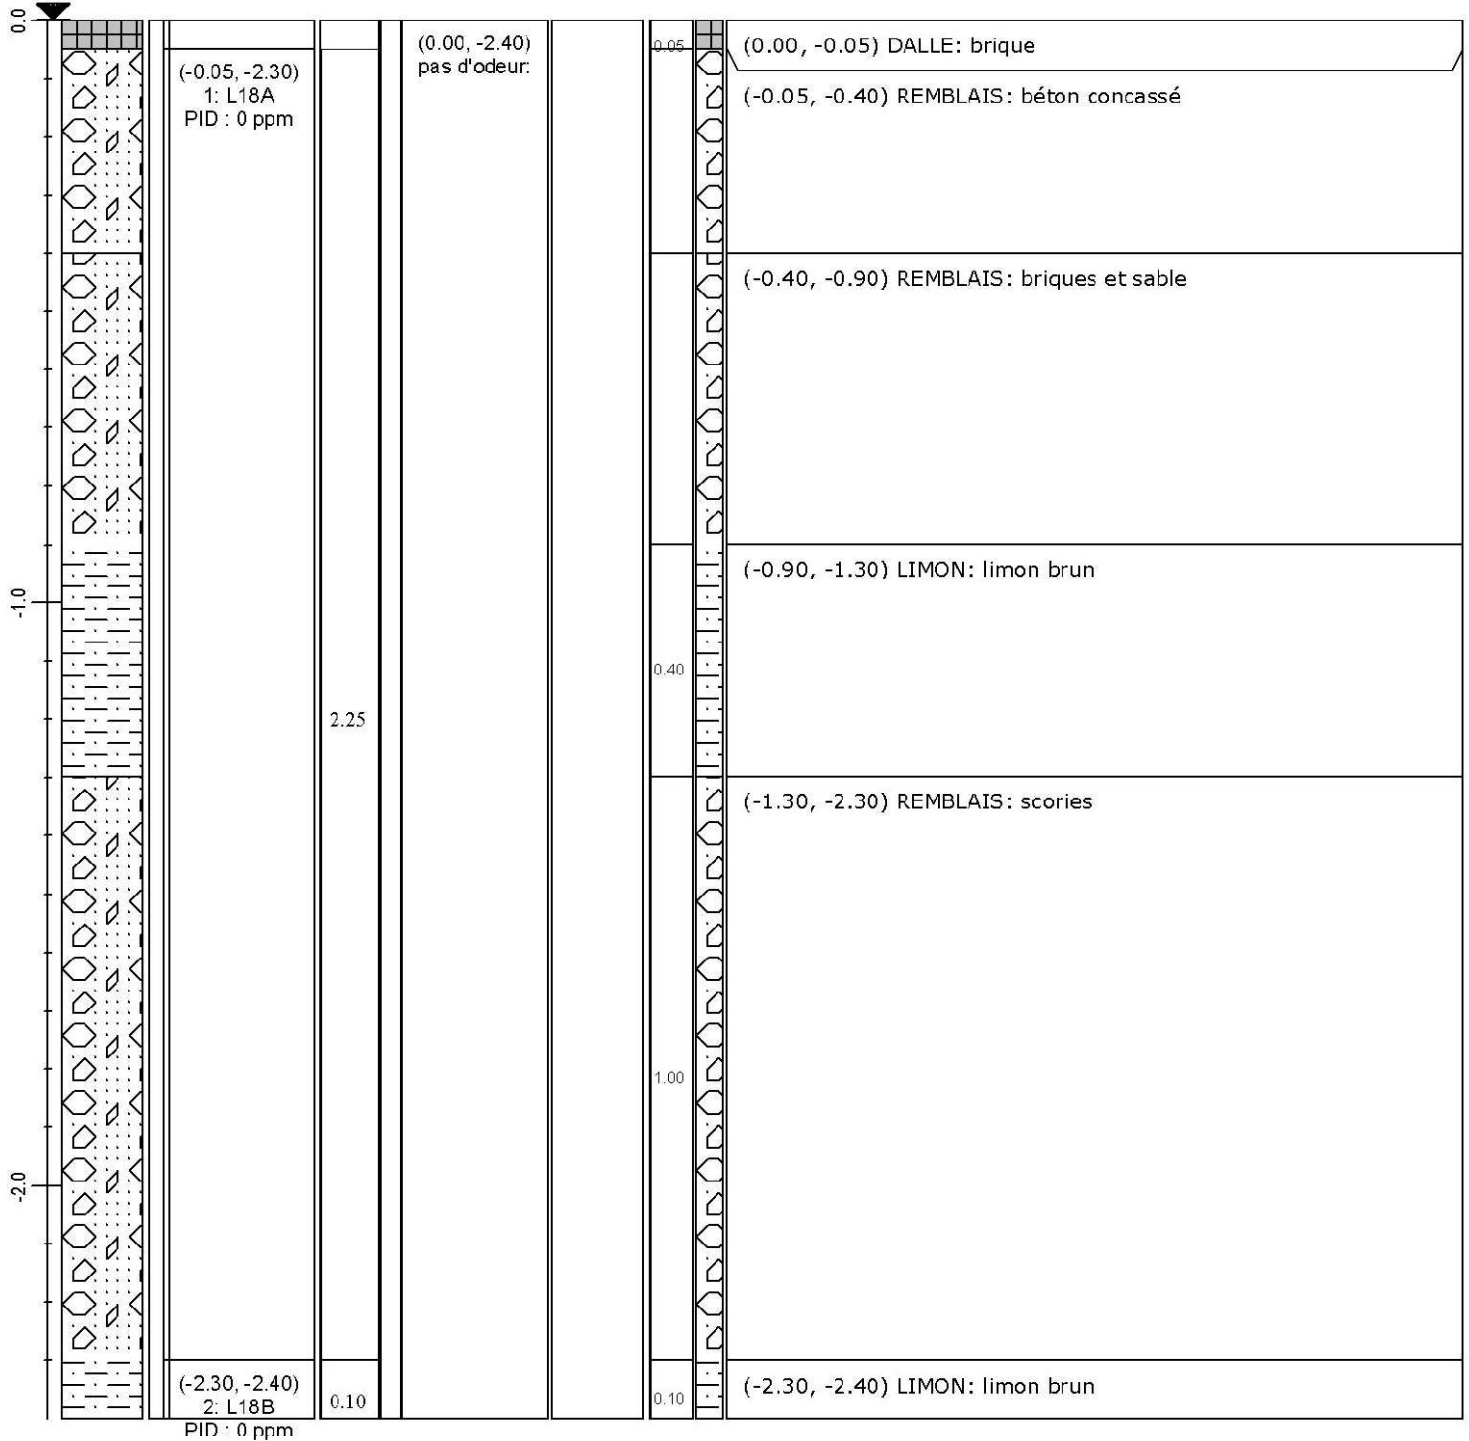 0.0
(-0.05, -2.30)
1: L18A
PID : 0 ppm
(0.00, -2.40)
pas d'odeur:
0.05
(0.00, -0.05) DALLE: brique
(-0.05, -0.40) REMBLAIS: béton concassé
(-0.40, -0.90) REMBLAIS: briques et sable
(-0.90, -1.30) LIMON: limon brun
-1.0
0.40
2.25
(-1.30, -2.30) REMBLAIS: scories
1.00
-2.0
(-2.30, -2.40)
2: L18B
PID : 0 ppm
0.10
0.10
(-2.30, -2.40) LIMON: limon brun